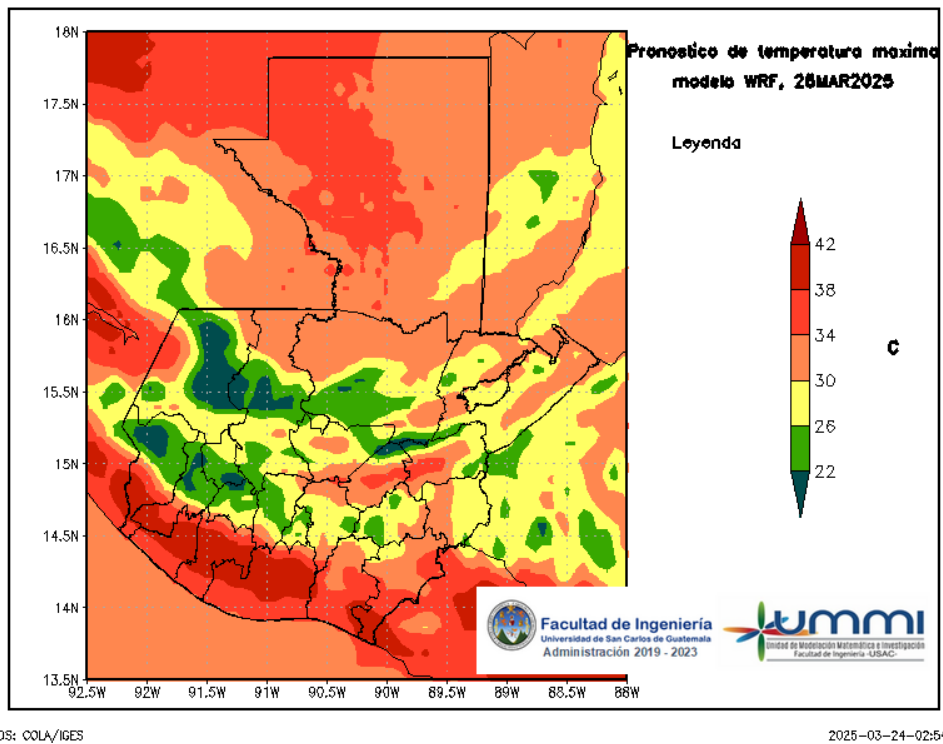 Pronostico de temperatura maxima
modelo WRF, 26MAR2025
Leyenda
42
38
34
30
26
22
C
18N
17.5N
17N
16.5N
16N
15.5N
15N
14.5N
14N
13.5N
92.5W 92W 91.5W 91W 90.5W 90W 89.5W 89W 88.5W 88W
Facultad de Ingeniería
Universidad de San Carlos de Guatemala
Administración 2019 - 2023
UMMI
Unidad de Modelación Matemática e Investigación
Facultad de Ingeniería -USAC-
DS: COLA/IGES
2025-03-24-02:5